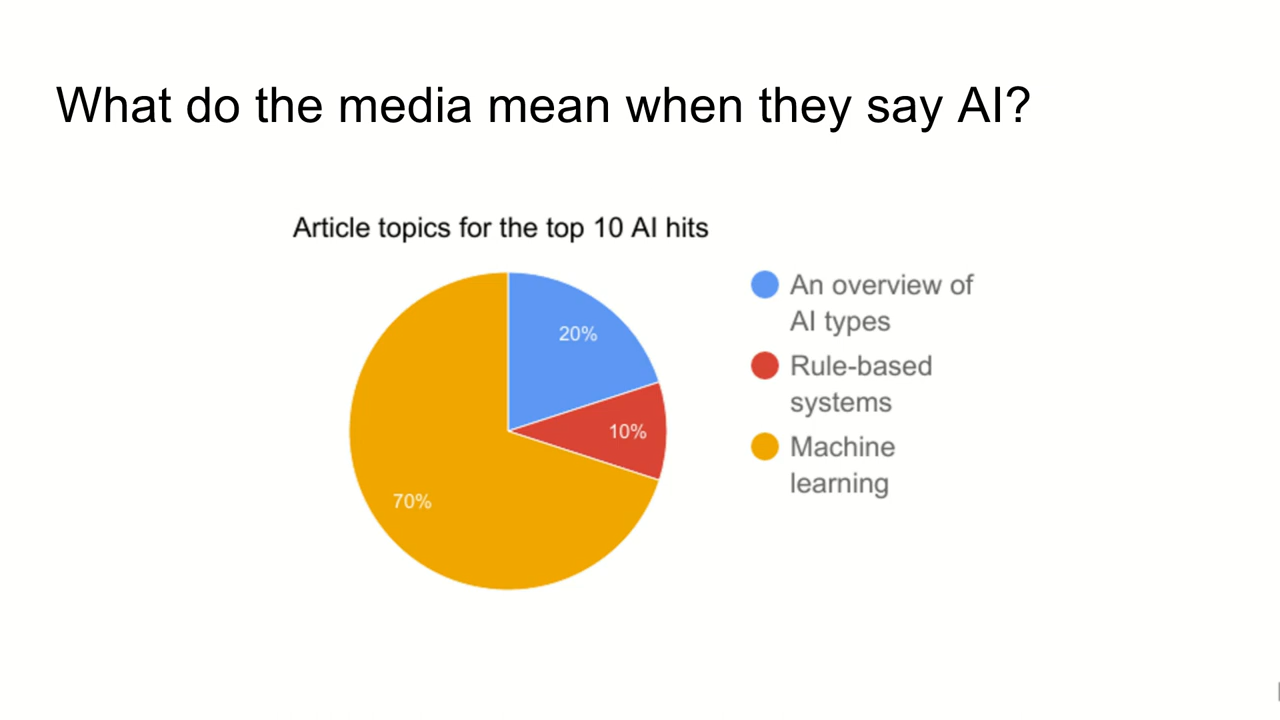 What do the media mean when they say AI?
Article topics for the top 10 AI hits
An overview of
AI types
Rule-based
systems
Machine
learning
20%
10%
70%